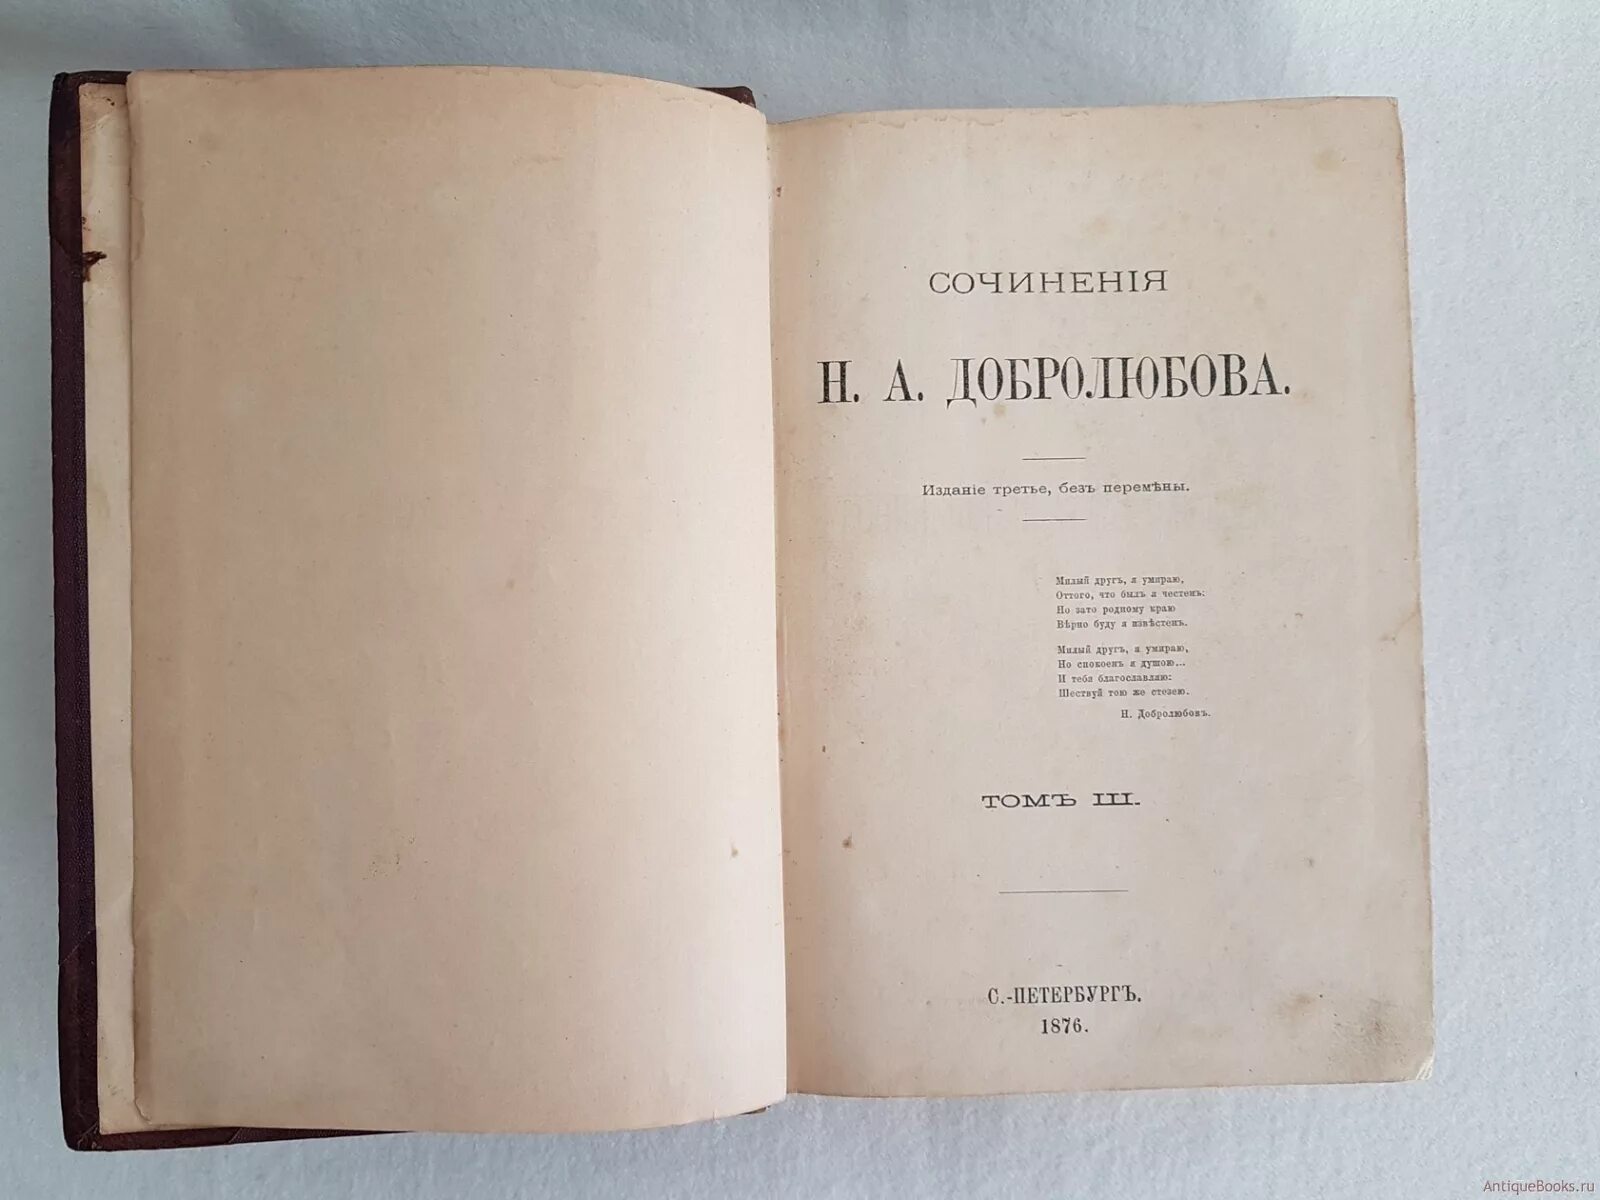 СОЧИНЕНІЯ
Н. А. ДОБРОЛЮБОВА.
Изданіе третье, безъ перемѣны.
Милый другъ, я умираю,
Оттого, что былъ я честенъ:
Но зато родному краю
Вѣрно буду я извѣстенъ.
Милый другъ, я умираю,
Но спокоенъ я душою...
И тебя благославляю:
Шествуй тою же стезею.
Н. Добролюбовъ.
ТОМЪ III.
С.-ПЕТЕРБУРГЪ.
1876.
AntiqueBooks.ru